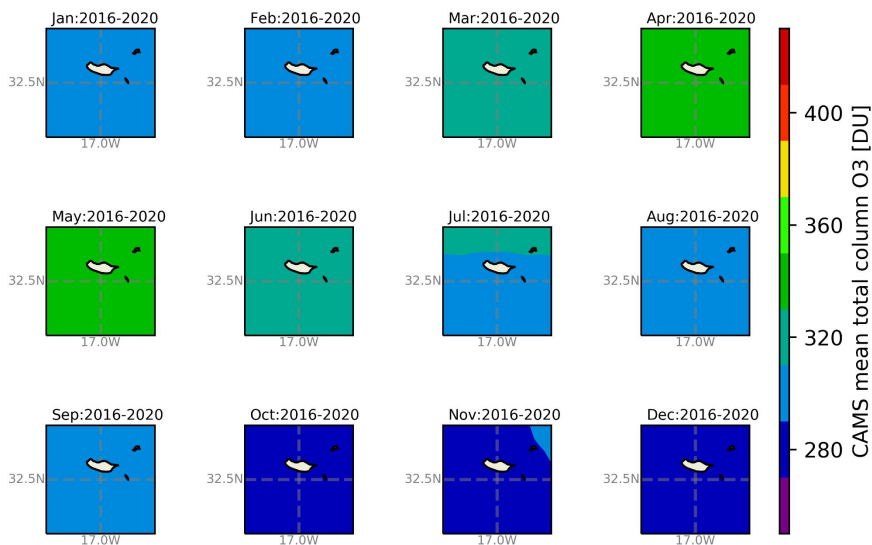 Jan:2016-2020
Feb:2016-2020
Mar:2016-2020
Apr:2016-2020
32.5N
32.5N
32.5N
32.5N
17.0W
17.0W
17.0W
17.0W
May:2016-2020
Jun:2016-2020
Jul:2016-2020
Aug:2016-2020
32.5N
32.5N
32.5N
32.5N
17.0W
17.0W
17.0W
17.0W
Sep:2016-2020
Oct:2016-2020
Nov:2016-2020
Dec:2016-2020
32.5N
32.5N
32.5N
32.5N
17.0W
17.0W
17.0W
17.0W
400
360
320
280
CAMS mean total column O3 [DU]